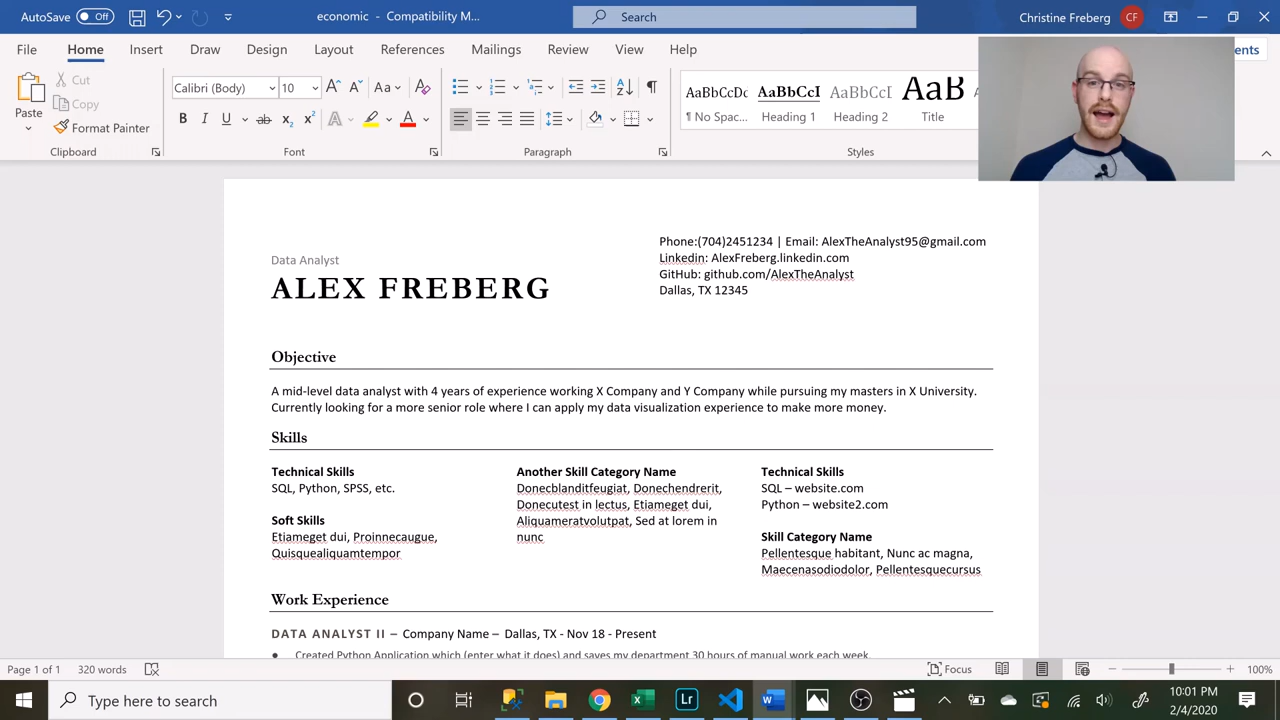 AutoSave Off economic - Compatibility M... Search Christine Freberg CF
File Home Insert Draw Design Layout References Mailings Review View Help ents
Paste Cut Copy Format Painter
Calibri (Body) 10
AaBbCcDc AaBbCcI AaBbCcI AaB
¶ No Spac... Heading 1 Heading 2 Title
Clipboard Font Paragraph Styles
Data Analyst
ALEX FREBERG
Phone:(704)2451234 | Email: AlexTheAnalyst95@gmail.com
Linkedin: AlexFreberg.linkedin.com
GitHub: github.com/AlexTheAnalyst
Dallas, TX 12345
Objective
A mid-level data analyst with 4 years of experience working X Company and Y Company while pursuing my masters in X University.
Currently looking for a more senior role where I can apply my data visualization experience to make more money.
Skills
Technical Skills
SQL, Python, SPSS, etc.
Soft Skills
Etiameget dui, Proinnecaugue,
Quisquealiquamtempor
Another Skill Category Name
Donecblanditfeugiat, Donechendrerit,
Donecutest in lectus, Etiameget dui,
Aliquameratvolutpat, Sed at lorem in
nunc
Technical Skills
SQL – website.com
Python – website2.com
Skill Category Name
Pellentesque habitant, Nunc ac magna,
Maecenasodiodolor, Pellentesquecursus
Work Experience
DATA ANALYST II – Company Name – Dallas, TX - Nov 18 - Present
● Created Python Application which (enter what it does) and saves my department 30 hours of manual work each week.
Page 1 of 1 320 words Focus 100%
Type here to search
10:01 PM
2/4/2020